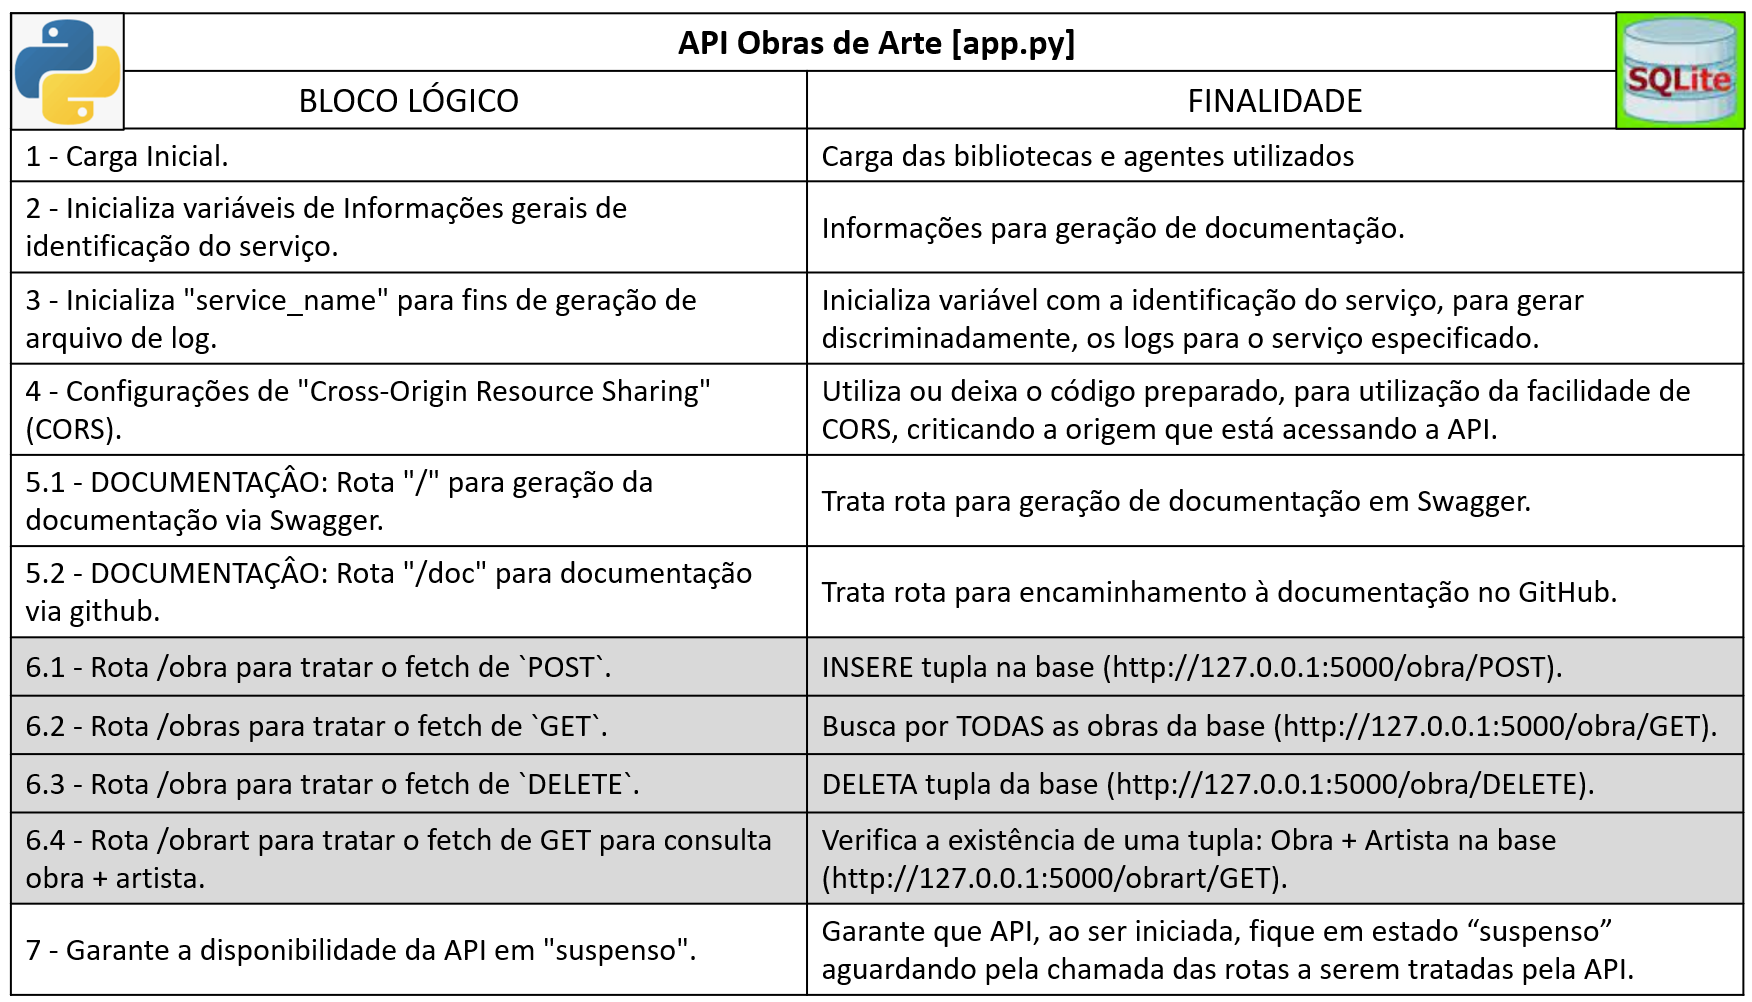 API Obras de Arte [app.py]
SQLite
BLOCO LÓGICO
FINALIDADE
1 - Carga Inicial.
Carga das bibliotecas e agentes utilizados
2 - Inicializa variáveis de Informações gerais de
identificação do serviço.
Informações para geração de documentação.
3 - Inicializa "service_name" para fins de geração de
arquivo de log.
Inicializa variável com a identificação do serviço, para gerar
discriminadamente, os logs para o serviço especificado.
4 - Configurações de "Cross-Origin Resource Sharing"
(CORS).
Utiliza ou deixa o código preparado, para utilização da facilidade de
CORS, criticando a origem que está acessando a API.
5.1 - DOCUMENTAÇÂO: Rota "/" para geração da
documentação via Swagger.
Trata rota para geração de documentação em Swagger.
5.2 - DOCUMENTAÇÂO: Rota "/doc" para documentação
via github.
Trata rota para encaminhamento à documentação no GitHub.
6.1 - Rota /obra para tratar o fetch de `POST`.
INSERE tupla na base (http://127.0.0.1:5000/obra/POST).
6.2 - Rota /obras para tratar o fetch de `GET`.
Busca por TODAS as obras da base (http://127.0.0.1:5000/obra/GET).
6.3 - Rota /obra para tratar o fetch de `DELETE`.
DELETA tupla da base (http://127.0.0.1:5000/obra/DELETE).
6.4 - Rota /obrart para tratar o fetch de GET para consulta
obra + artista.
Verifica a existência de uma tupla: Obra + Artista na base
(http://127.0.0.1:5000/obrart/GET).
7 - Garante a disponibilidade da API em "suspenso".
Garante que API, ao ser iniciada, fique em estado “suspenso”
aguardando pela chamada das rotas a serem tratadas pela API.